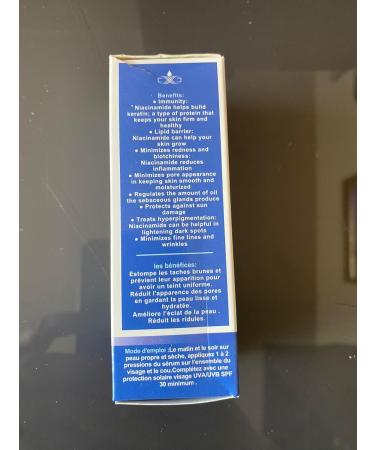 Benefits:
• Immunity:
Niacinamide helps build
keratin; a type of protein that
keeps your skin firm and
healthy
• Lipid barrier:
Niacinamide can help your
skin grow
• Minimizes redness and
blotchiness:
Niacinamide reduces
inflammation
• Minimizes pore appearance
in keeping skin smooth and
moisturized
• Regulates the amount of oil
the sebaceous glands produce
• Protects against sun
damage
• Treats hyperpigmentation:
Niacinamide can be helpful in
lightening dark spots
• Minimizes fine lines and
wrinkles
les bénéfices:
Estompe les taches brunes et
prévient leur apparition pour
avoir un teint uniforme.
Réduit l'apparence des pores
en gardant la peau lisse et
hydratée.
Améliore l'éclat de la peau .
Réduit les ridules.
Mode d'emploi :Le matin et le soir sur
peau propre et sèche, appliquez 1 à 2
pressions du sérum sur l'ensemble du
visage et le cou.Complétez avec une
protection solaire visage UVA/UVB SPF
30 minimum .